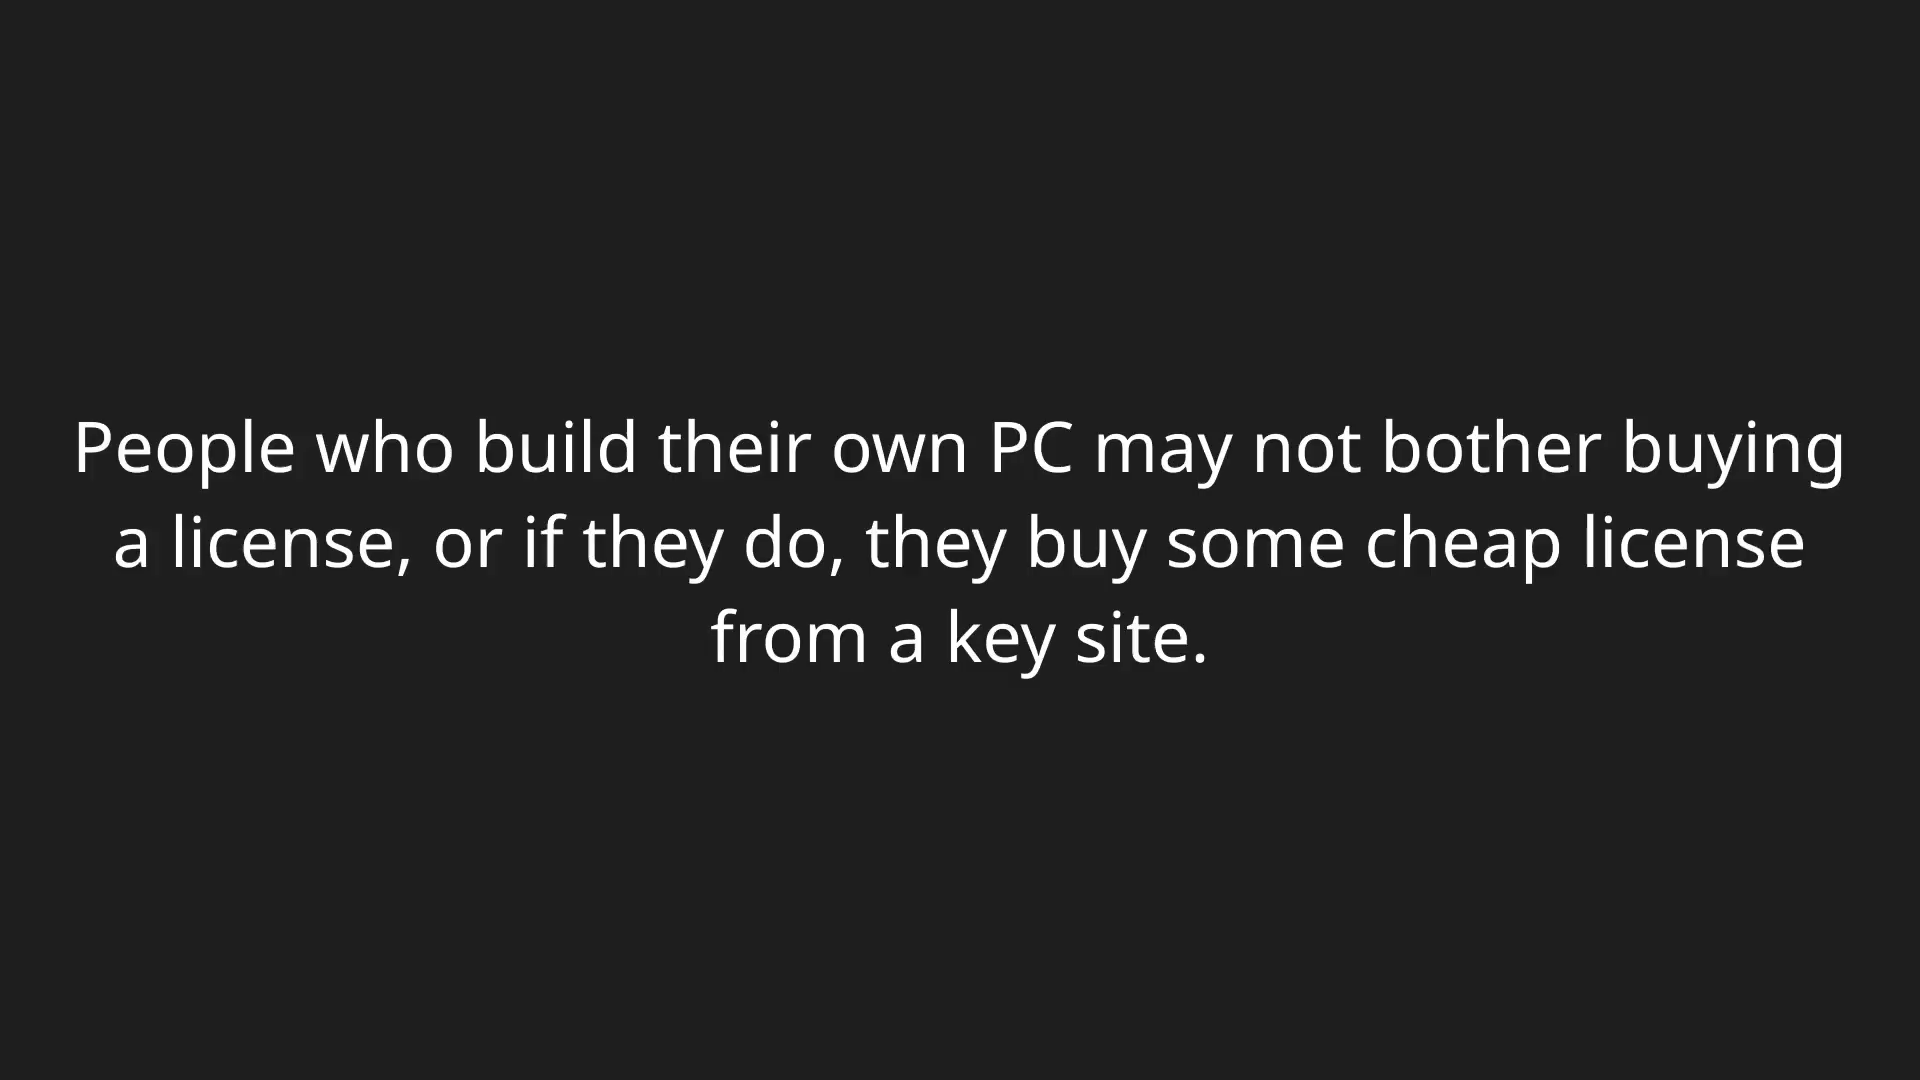 People who build their own PC may not bother buying
a license, or if they do, they buy some cheap license
from a key site.